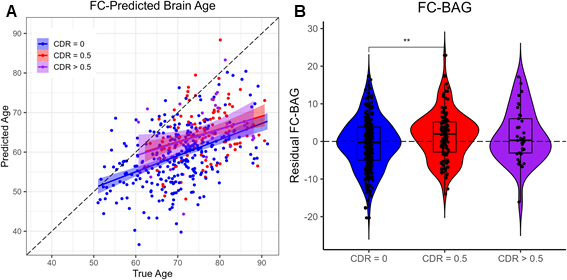 A
FC-Predicted Brain Age
CDR = 0
CDR = 0.5
CDR > 0.5
Predicted Age
90
80
70
60
50
40
40 50 60 70 80 90
True Age
B
FC-BAG
**
Residual FC-BAG
20
10
0
-10
-20
CDR = 0 CDR = 0.5 CDR > 0.5